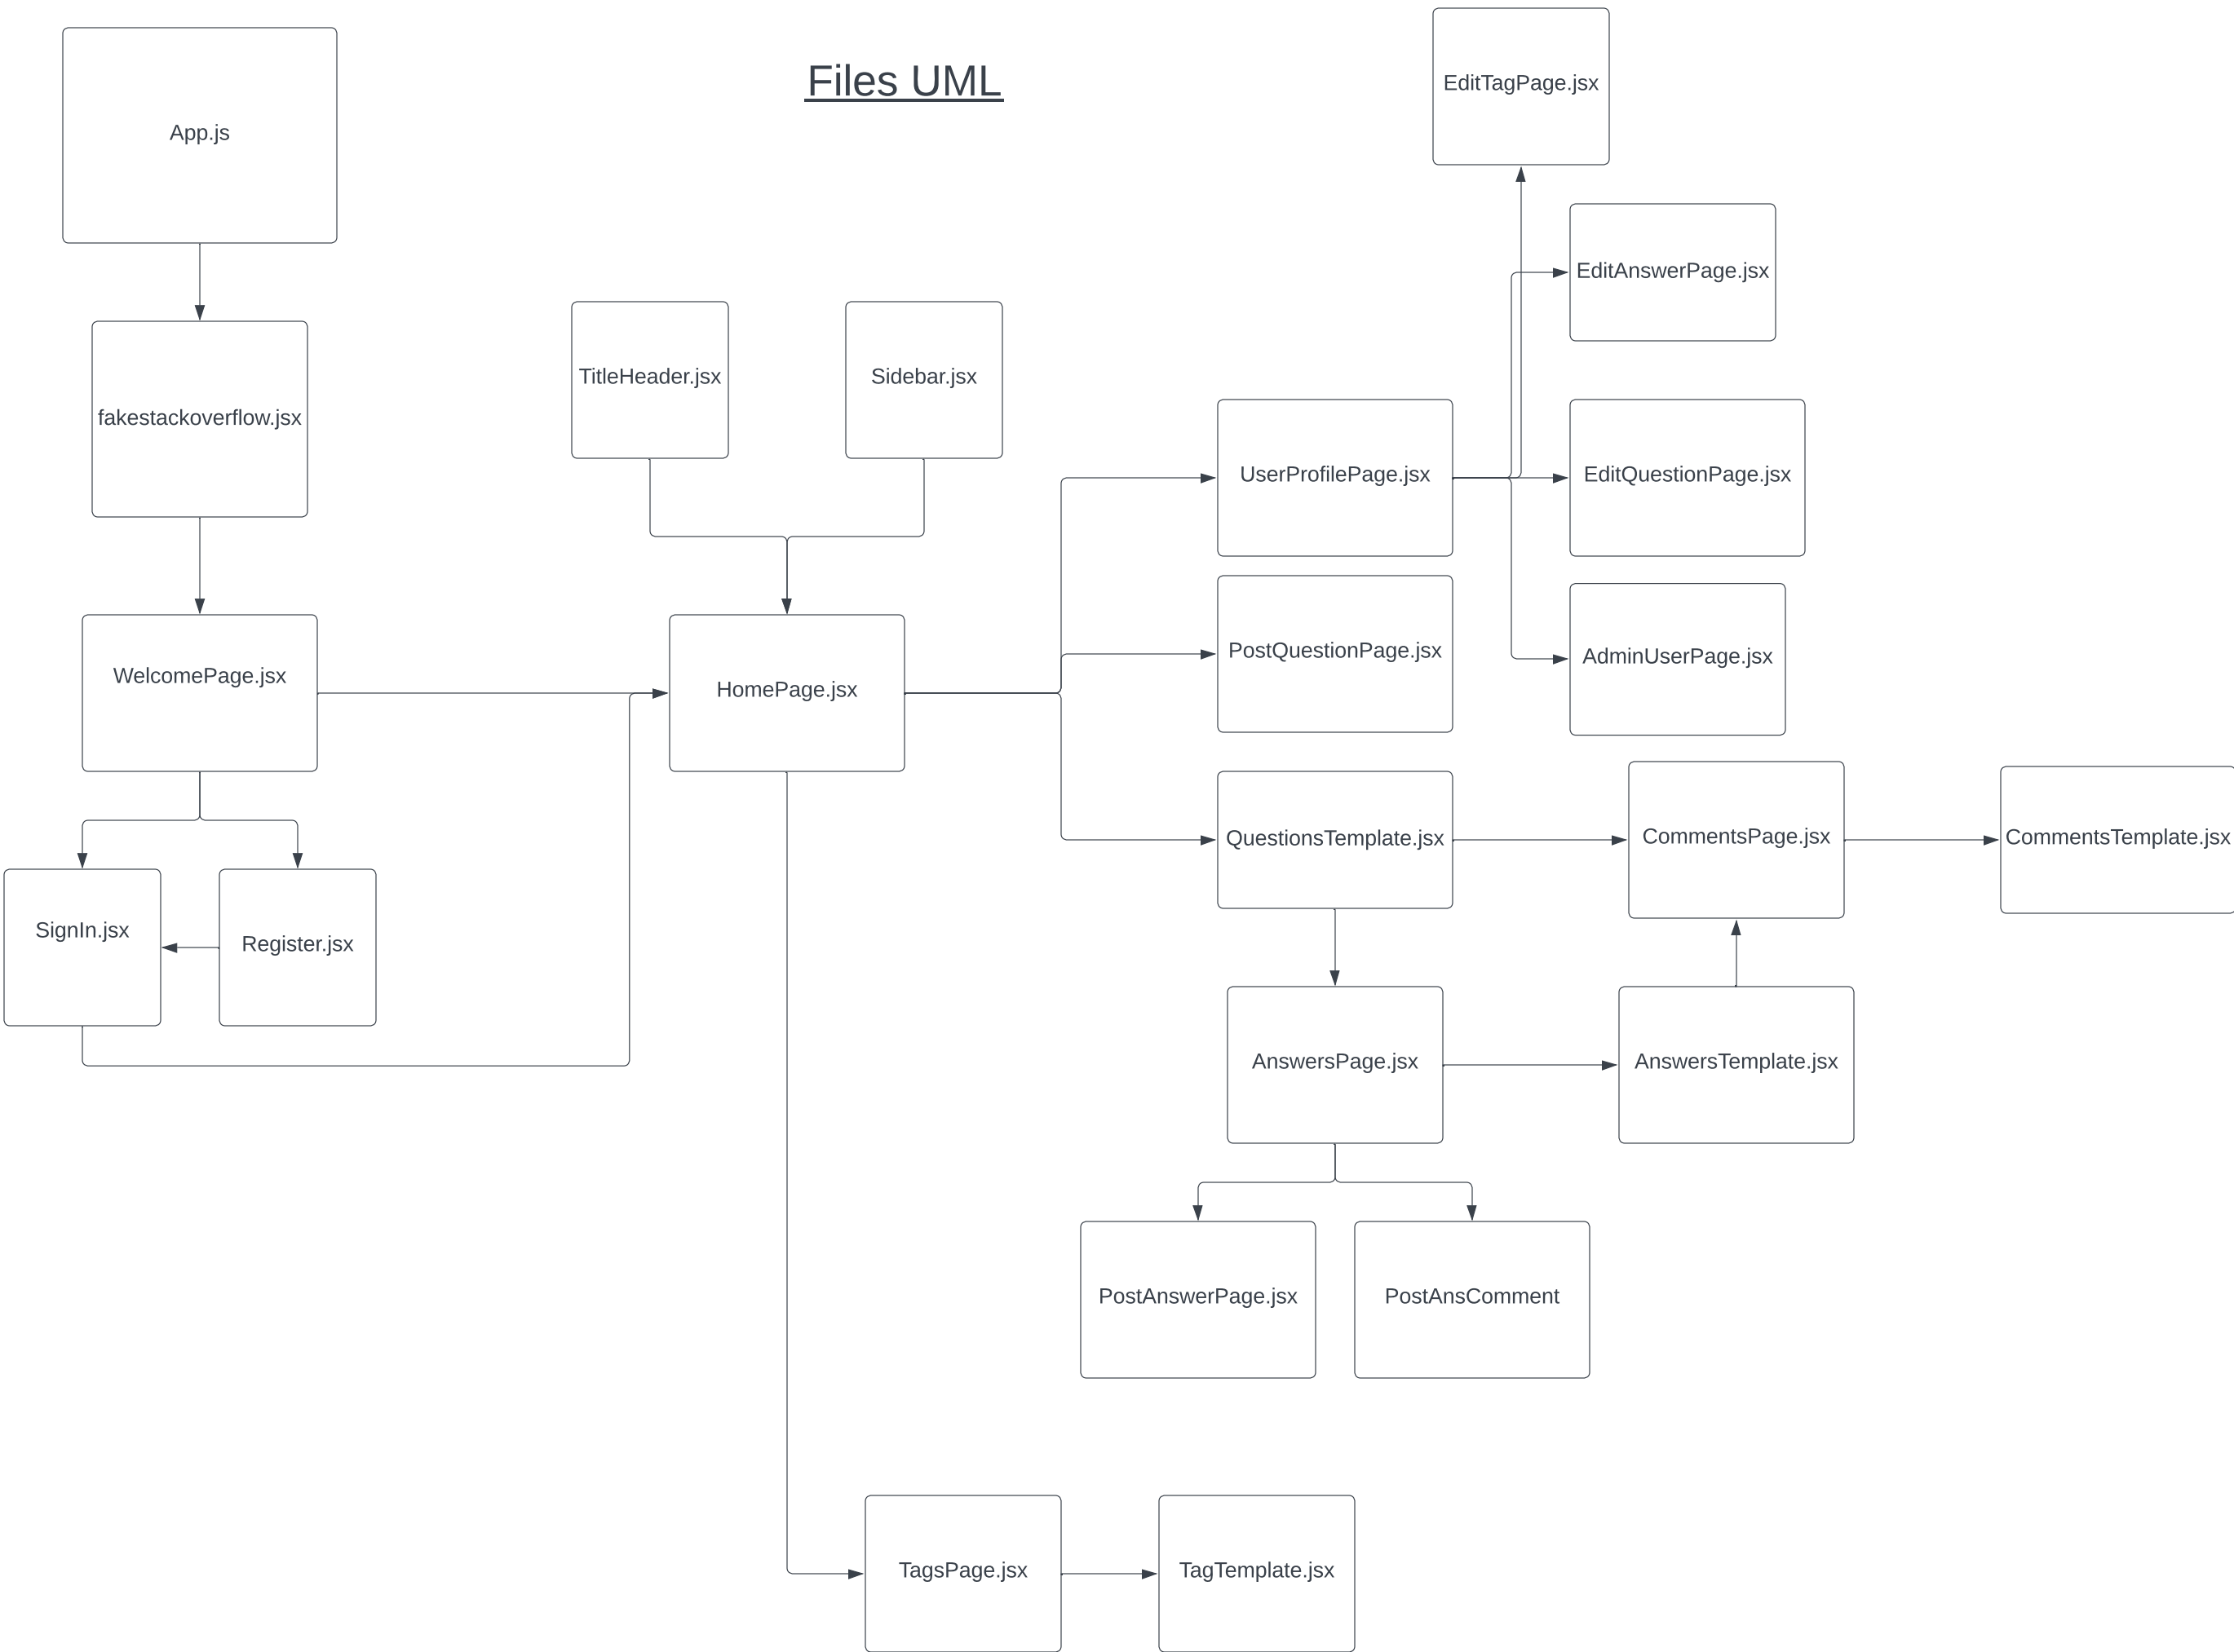 Files UML
App.js
EditTagPage.jsx
EditAnswerPage.jsx
TitleHeader.jsx
Sidebar.jsx
fakestackoverflow.jsx
UserProfilePage.jsx
EditQuestionPage.jsx
WelcomePage.jsx
HomePage.jsx
PostQuestionPage.jsx
AdminUserPage.jsx
QuestionsTemplate.jsx
CommentsPage.jsx
CommentsTemplate.jsx
SignIn.jsx
Register.jsx
AnswersPage.jsx
AnswersTemplate.jsx
PostAnswerPage.jsx
PostAnsComment
TagsPage.jsx
TagTemplate.jsx